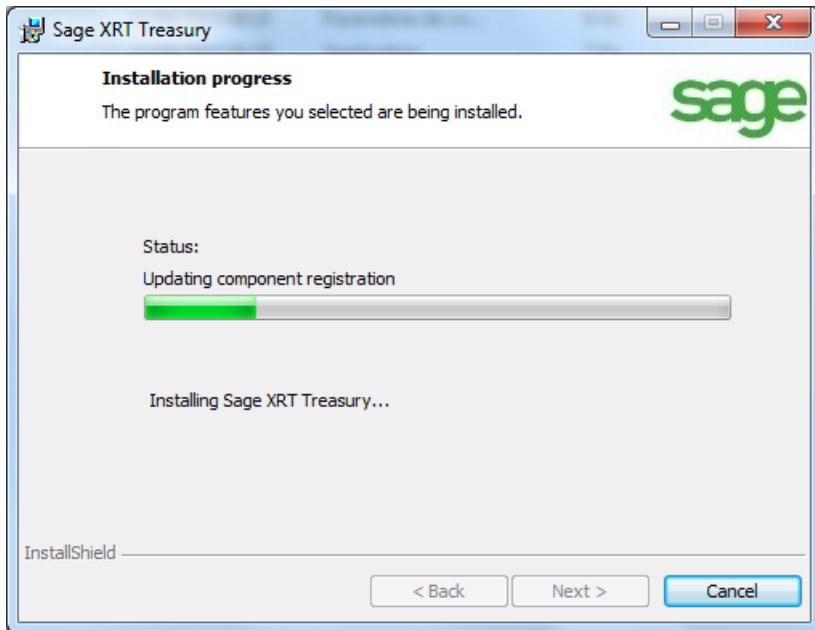 Sage XRT Treasury
Installation progress
The program features you selected are being installed.
sage
Status:
Updating component registration
Installing Sage XRT Treasury...
InstallShield
< Back
Next >
Cancel